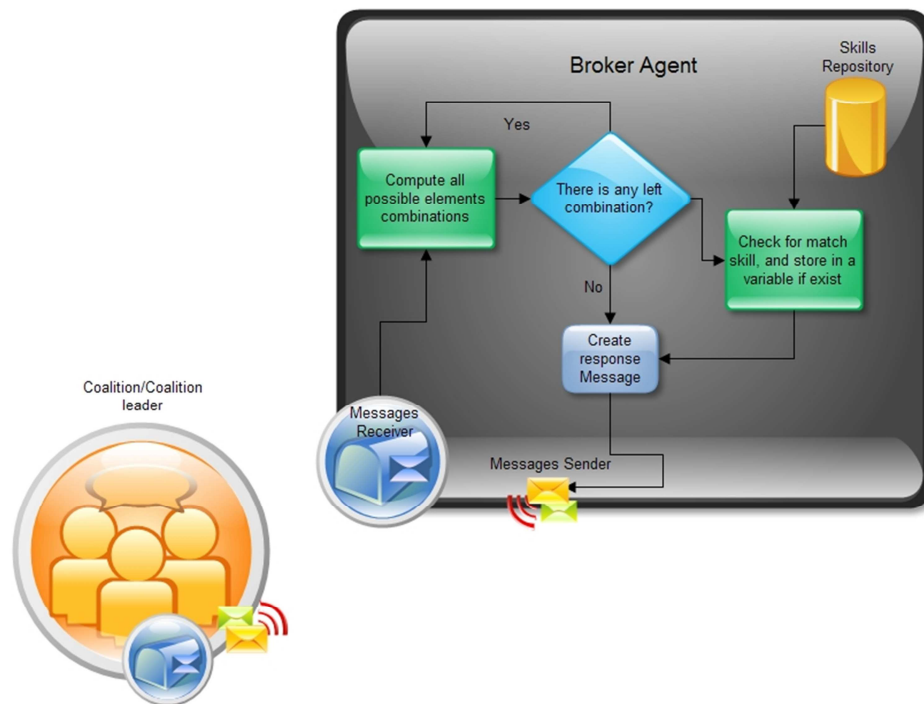 Broker Agent
Skills
Repository
Yes
Compute all
possible elements
combinations
There is any left
combination?
Check for match
skill, and store in a
variable if exist
No
Create
response
Message
Coalition/Coalition
leader
Messages
Receiver
Messages Sender